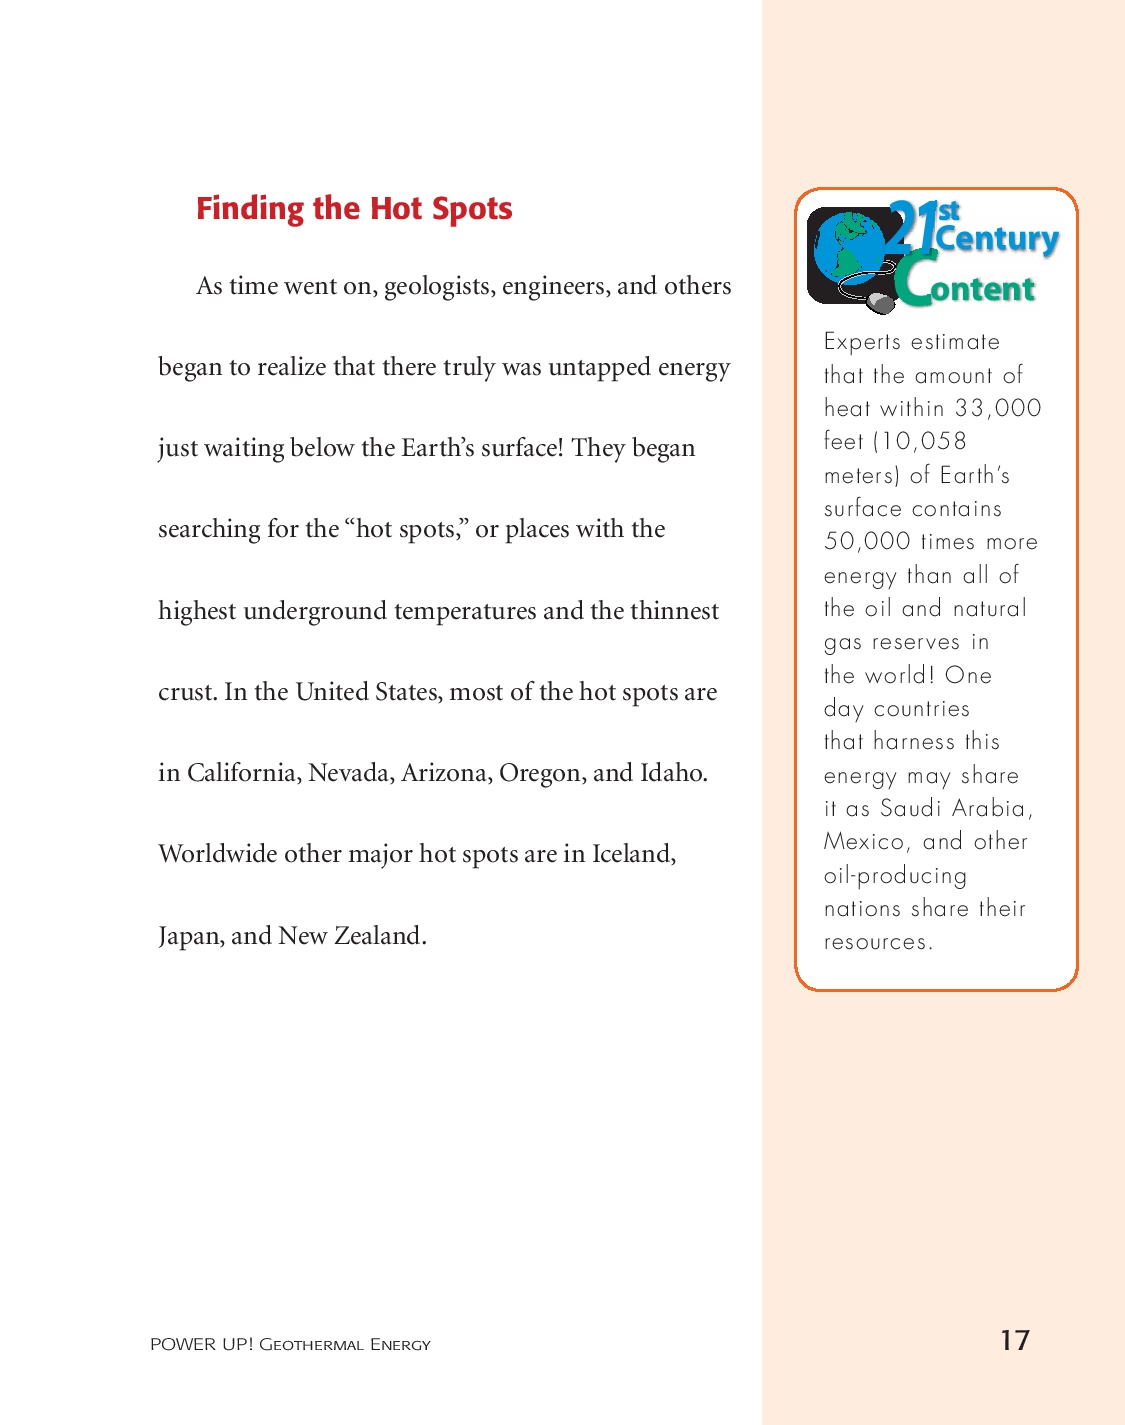 Finding the Hot Spots
As time went on, geologists, engineers, and others
began to realize that there truly was untapped energy
just waiting below the Earth’s surface! They began
searching for the “hot spots,” or places with the
highest underground temperatures and the thinnest
crust. In the United States, most of the hot spots are
in California, Nevada, Arizona, Oregon, and Idaho.
Worldwide other major hot spots are in Iceland,
Japan, and New Zealand.
21st
Century
Content
Experts estimate
that the amount of
heat within 33,000
feet (10,058
meters) of Earth’s
surface contains
50,000 times more
energy than all of
the oil and natural
gas reserves in
the world! One
day countries
that harness this
energy may share
it as Saudi Arabia,
Mexico, and other
oil-producing
nations share their
resources.
POWER UP! Geothermal Energy
17